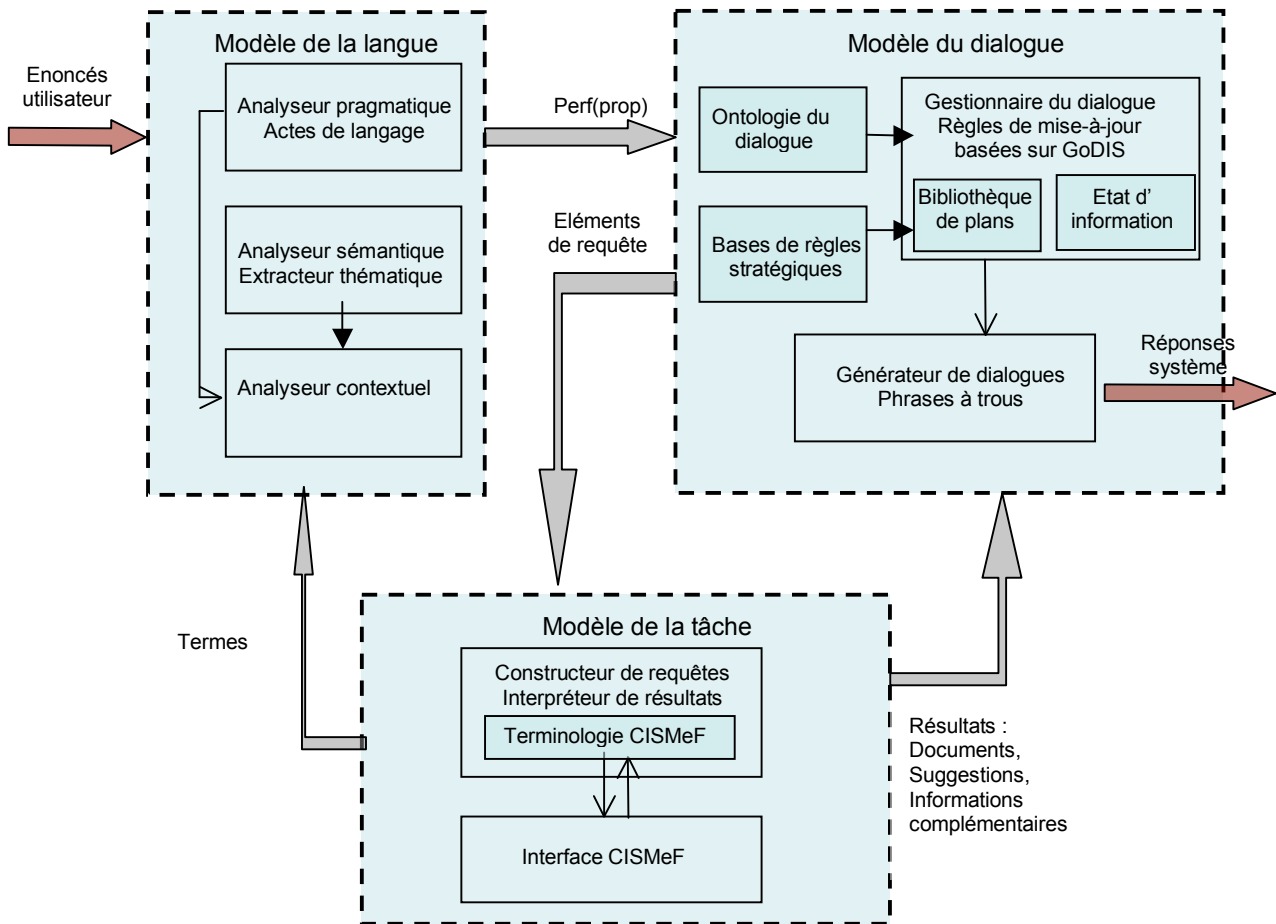 Modèle de la langue
Modèle du dialogue
Enoncés
utilisateur
Analyseur pragmatique
Actes de langage
Perf(prop)
Ontologie du
dialogue
Gestionnaire du dialogue
Règles de mise-à-jour
basées sur GoDIS
Bibliothèque
de plans
Etat d’
information
Analyseur sémantique
Extracteur thématique
Eléments
de requête
Bases de règles
stratégiques
Analyseur contextuel
Générateur de dialogues
Phrases à trous
Réponses
système
Modèle de la tâche
Termes
Constructeur de requêtes
Interpréteur de résultats
Terminologie CISMeF
Interface CISMeF
Résultats :
Documents,
Suggestions,
Informations
complémentaires